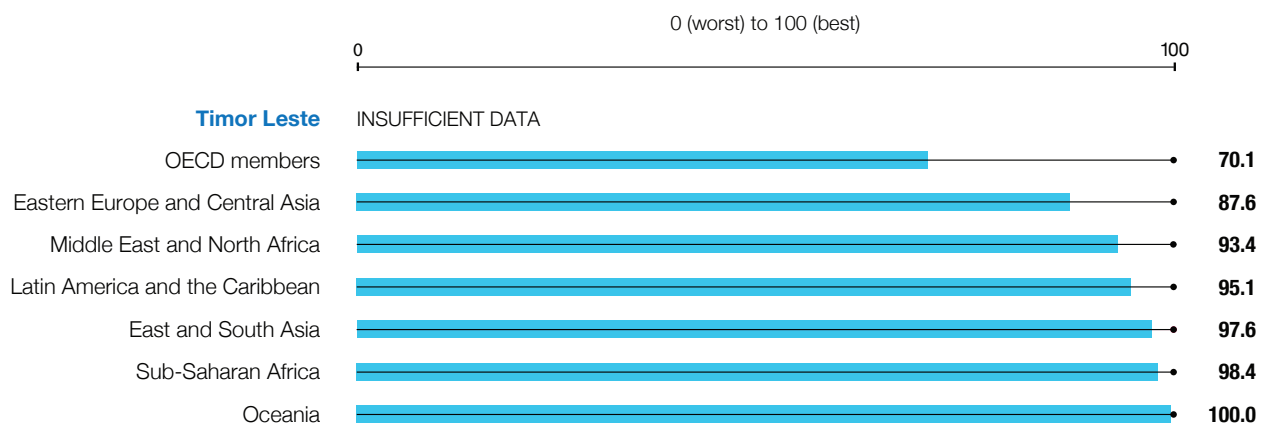 0 (worst) to 100 (best)
0 100
Timor Leste INSUFFICIENT DATA
OECD members 70.1
Eastern Europe and Central Asia 87.6
Middle East and North Africa 93.4
Latin America and the Caribbean 95.1
East and South Asia 97.6
Sub-Saharan Africa 98.4
Oceania 100.0